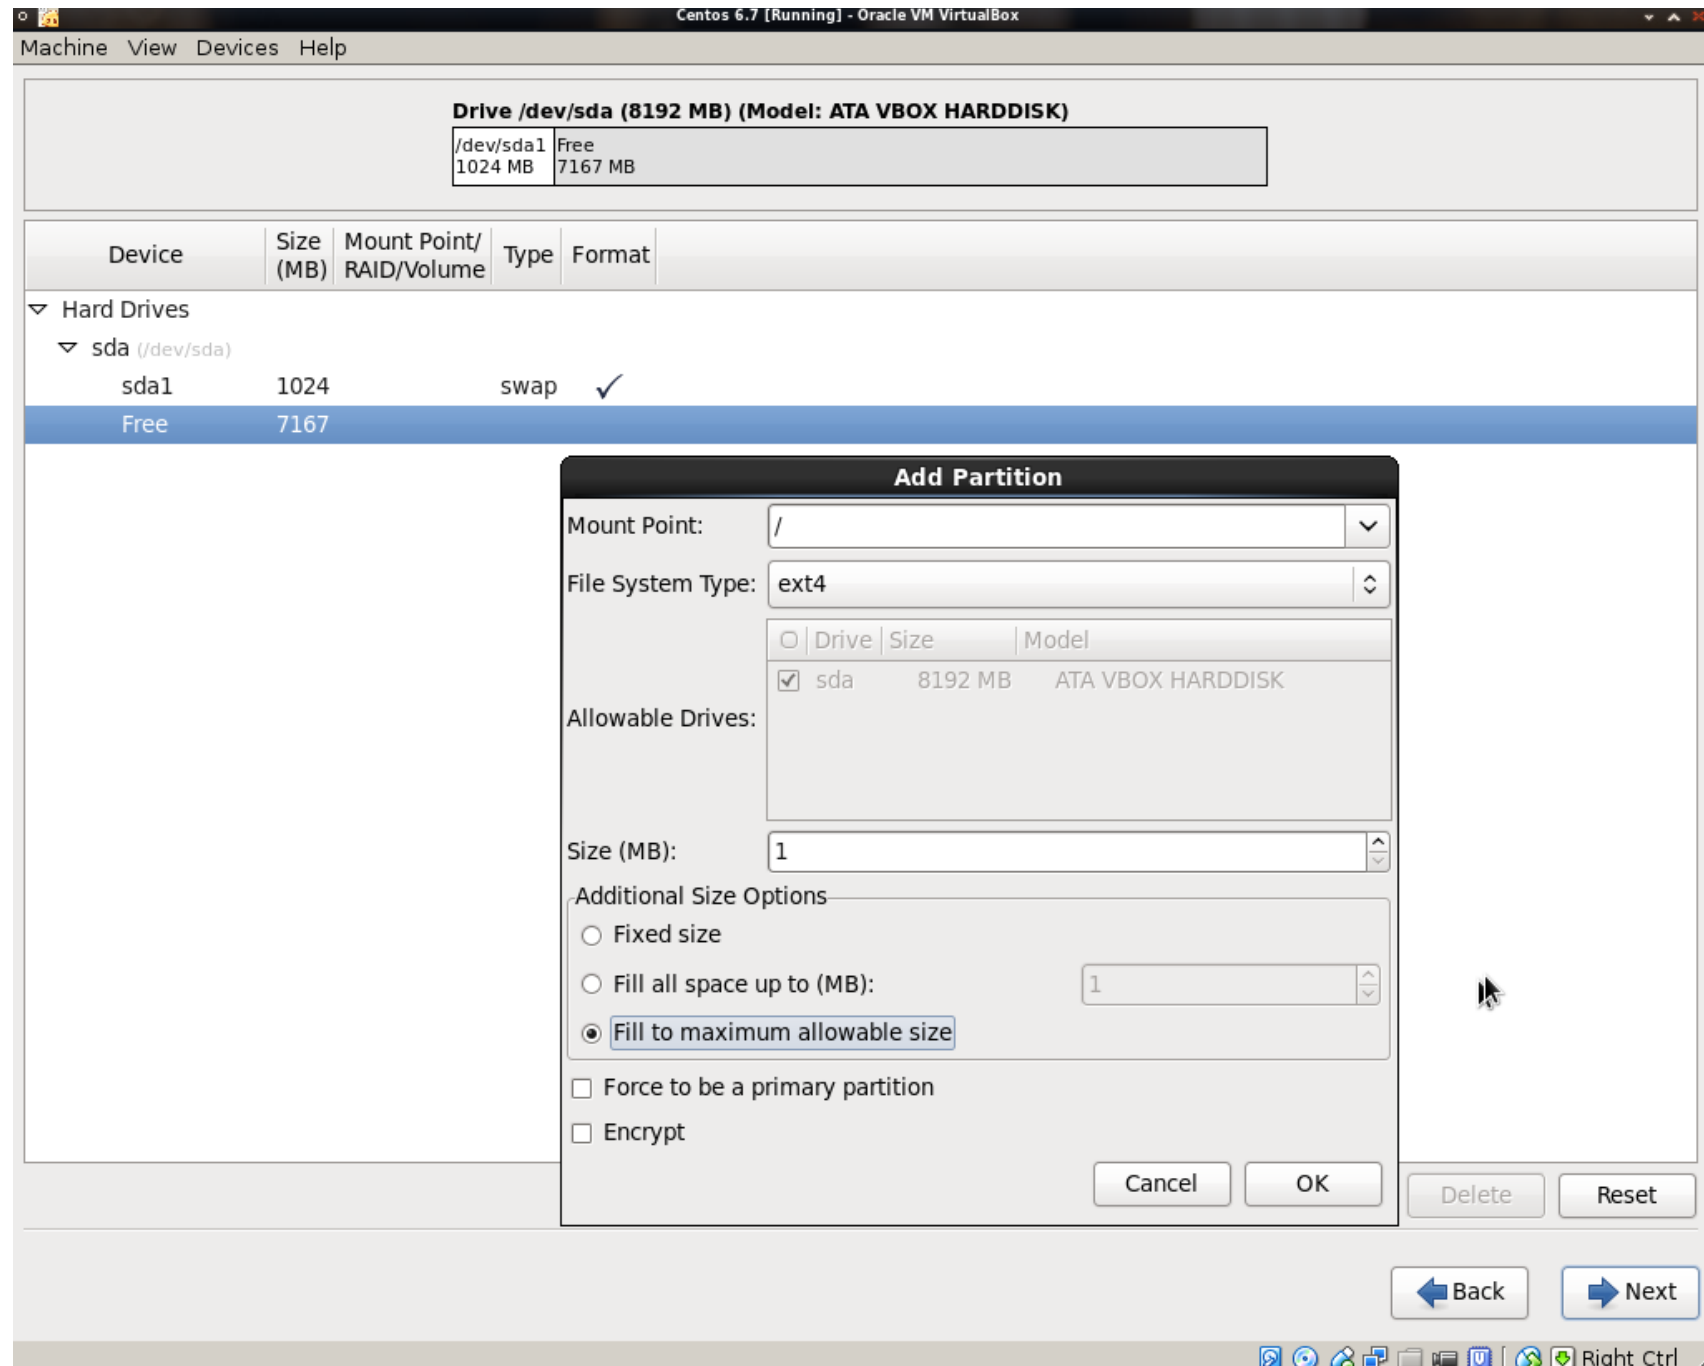 Centos 6.7 [Running] - Oracle VM VirtualBox
Machine View Devices Help
Drive /dev/sda (8192 MB) (Model: ATA VBOX HARDDISK)
/dev/sda1 Free
1024 MB 7167 MB
Device Size (MB) Mount Point/ RAID/Volume Type Format
Hard Drives
sda (/dev/sda)
sda1 1024 swap
Free 7167
Add Partition
Mount Point: /
File System Type: ext4
Drive Size Model
sda 8192 MB ATA VBOX HARDDISK
Allowable Drives:
Size (MB): 1
Additional Size Options
Fixed size
Fill all space up to (MB): 1
Fill to maximum allowable size
Force to be a primary partition
Encrypt
Cancel OK
Delete Reset
Back Next
Right Ctrl